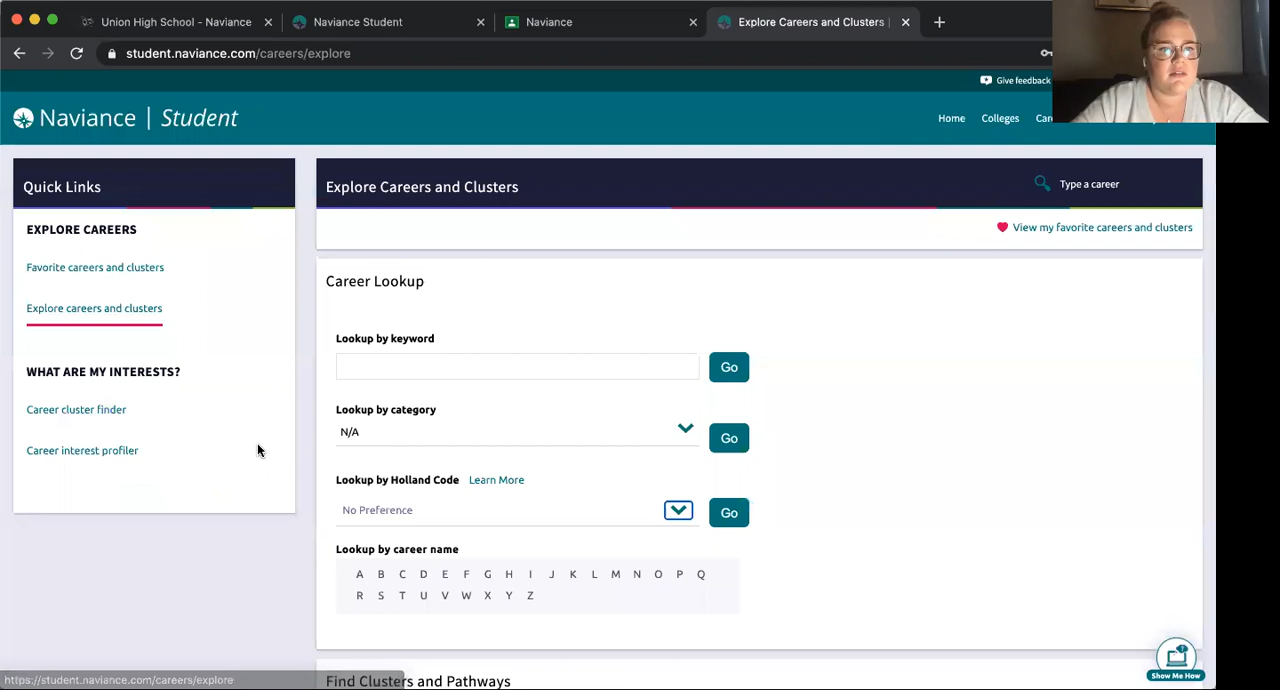 Union High School - Naviance
Naviance Student
Naviance
Explore Careers and Clusters |
student.naviance.com/careers/explore
Give feedback
Naviance | Student
Home
Colleges
Quick Links
EXPLORE CAREERS
Favorite careers and clusters
Explore careers and clusters
WHAT ARE MY INTERESTS?
Career cluster finder
Career interest profiler
Explore Careers and Clusters
Type a career
View my favorite careers and clusters
Career Lookup
Lookup by keyword
Go
Lookup by category
N/A
Go
Lookup by Holland Code Learn More
No Preference
Go
Lookup by career name
A B C D E F G H I J K L M N O P Q
R S T U V W X Y Z
Find Clusters and Pathways
Show Me How
https://student.naviance.com/careers/explore